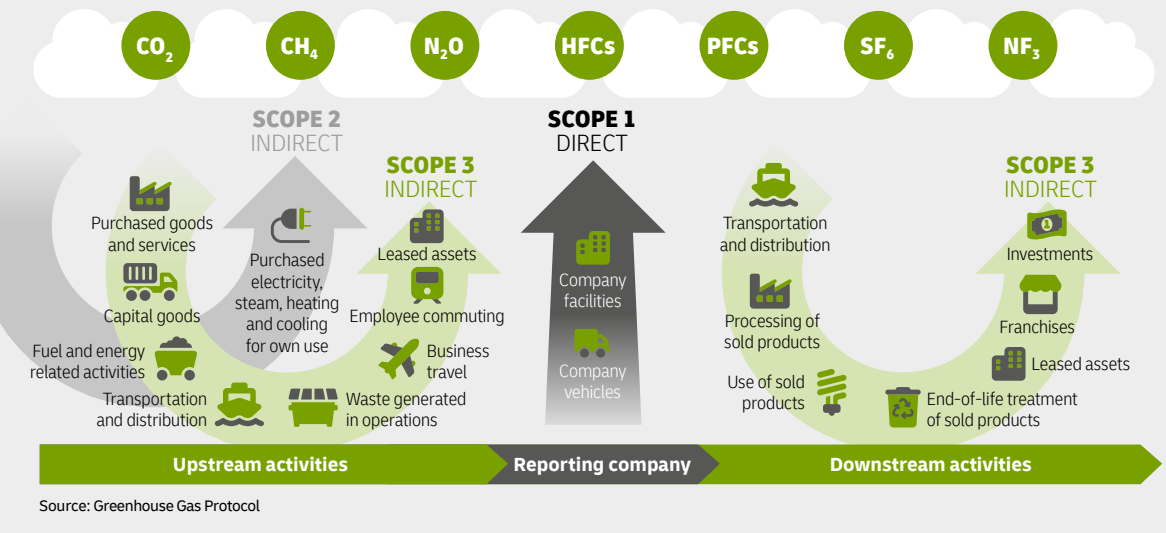 CO₂
CH₄
N₂O
HFCs
PFCs
SF₆
NF₃
SCOPE 2
INDIRECT
SCOPE 1
DIRECT
SCOPE 3
INDIRECT
SCOPE 3
INDIRECT
Purchased goods
and services
Capital goods
Fuel and energy
related activities
Transportation
and distribution
Purchased
electricity,
steam, heating
and cooling
for own use
Waste generated
in operations
Business
travel
Employee commuting
Leased assets
Company
facilities
Company
vehicles
Transportation
and distribution
Processing of
sold products
Use of sold
products
End-of-life treatment
of sold products
Leased assets
Franchises
1
Investments
Upstream activities
Reporting company
Downstream activities
Source: Greenhouse Gas Protocol